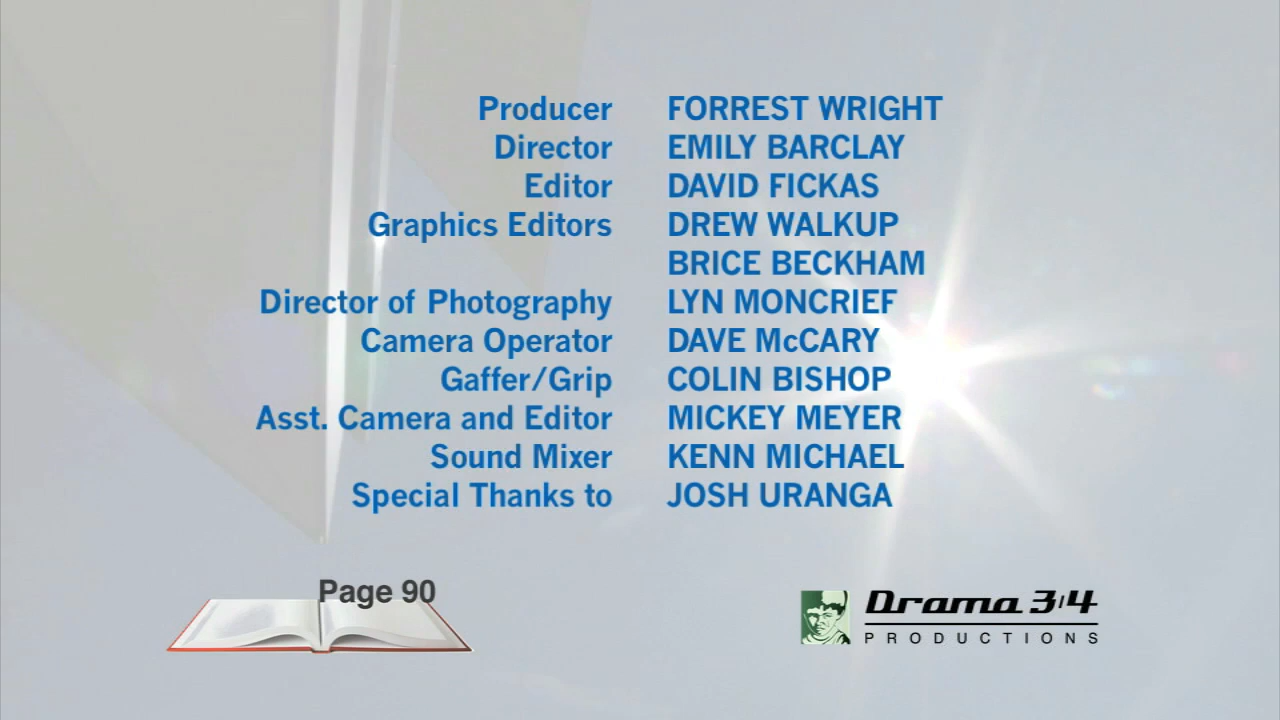 Producer FORREST WRIGHT
Director EMILY BARCLAY
Editor DAVID FICKAS
Graphics Editors DREW WALKUP
BRICE BECKHAM
Director of Photography LYN MONCRIEF
Camera Operator DAVE McCARY
Gaffer/Grip COLIN BISHOP
Asst. Camera and Editor MICKEY MEYER
Sound Mixer KENN MICHAEL
Special Thanks to JOSH URANGA
Page 90
Drama 3/4
PRODUCTIONS